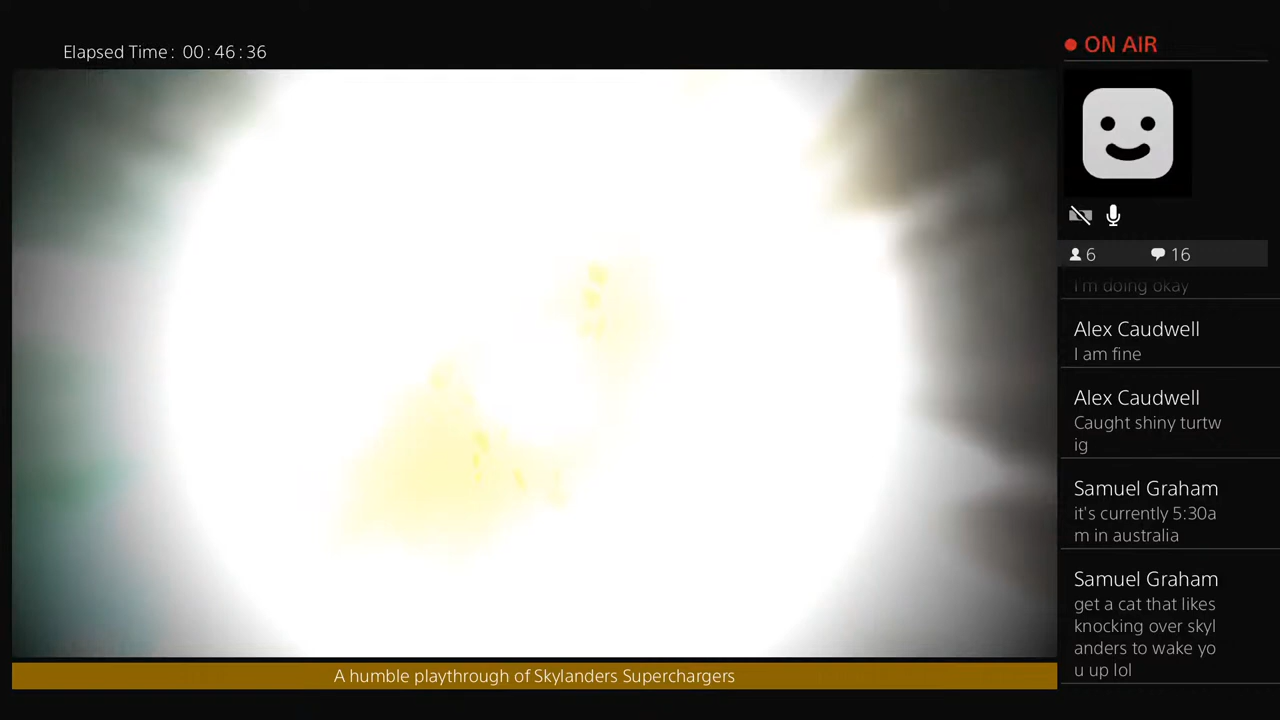 Elapsed Time: 00:46:36
ON AIR
6
16
I'm doing okay
Alex Caudwell
I am fine
Alex Caudwell
Caught shiny turtw
ig
Samuel Graham
it's currently 5:30a
m in australia
Samuel Graham
get a cat that likes
knocking over skyl
anders to wake yo
u up lol
A humble playthrough of Skylanders Superchargers